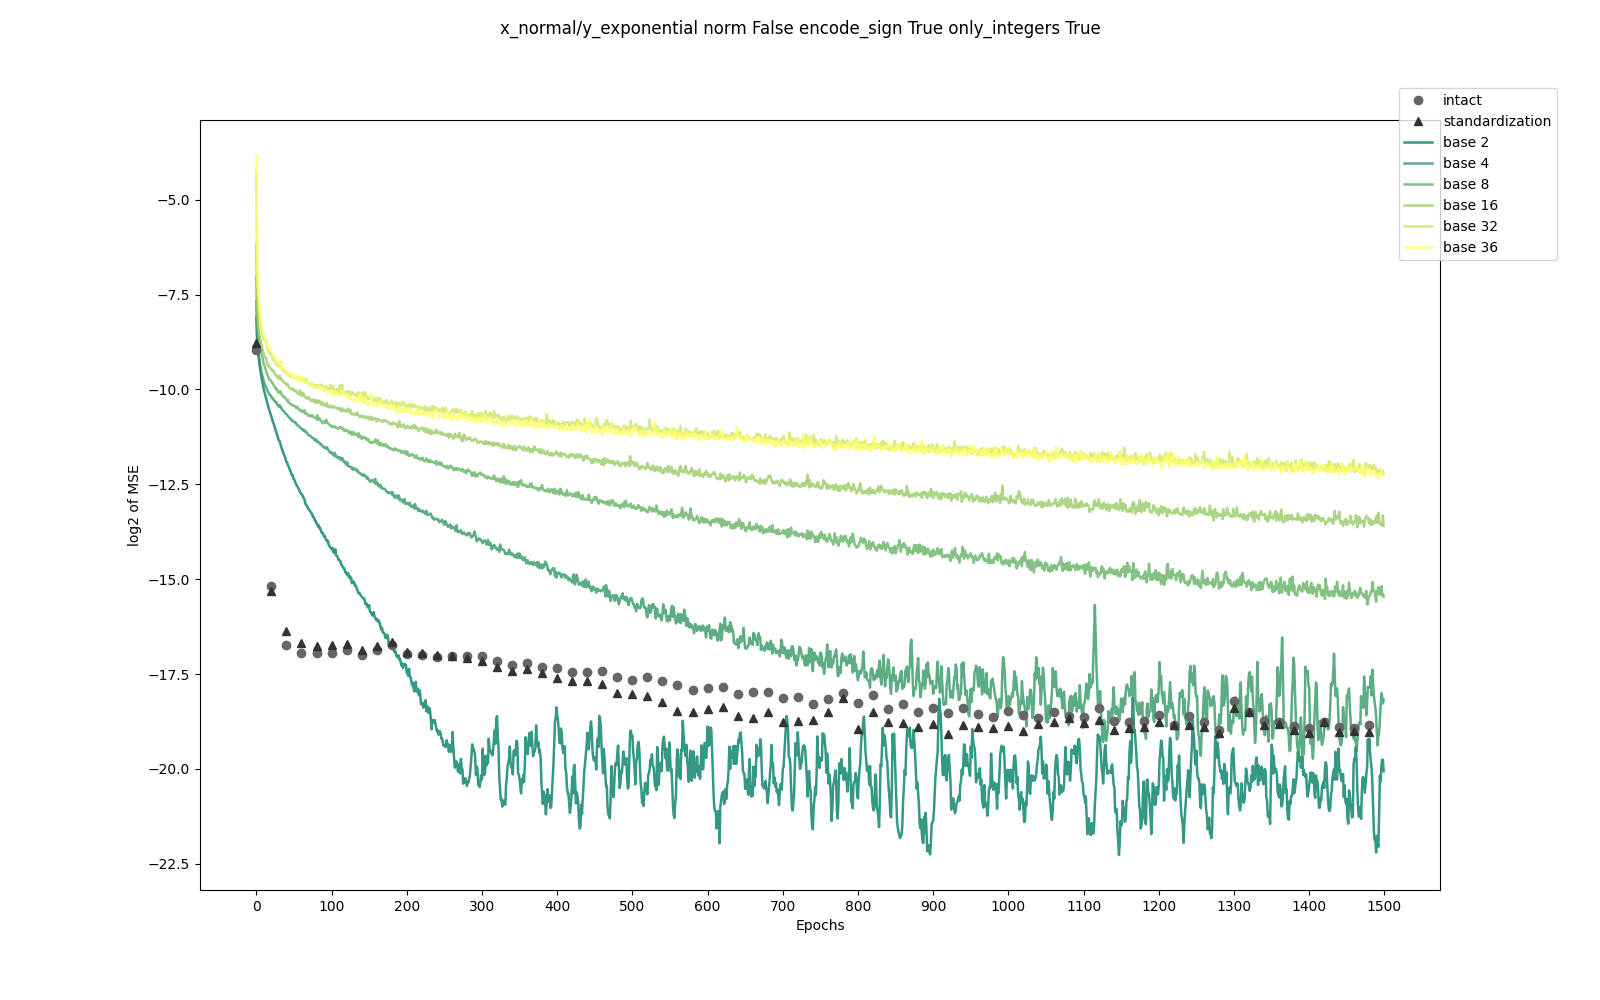 x_normal/y_exponential norm False encode_sign True only_integers True
intact
standardization
base 2
base 4
base 8
base 16
base 32
base 36
log2 of MSE
−5.0
−7.5
−10.0
−12.5
−15.0
−17.5
−20.0
−22.5
0 100 200 300 400 500 600 700 800 900 1000 1100 1200 1300 1400 1500
Epochs